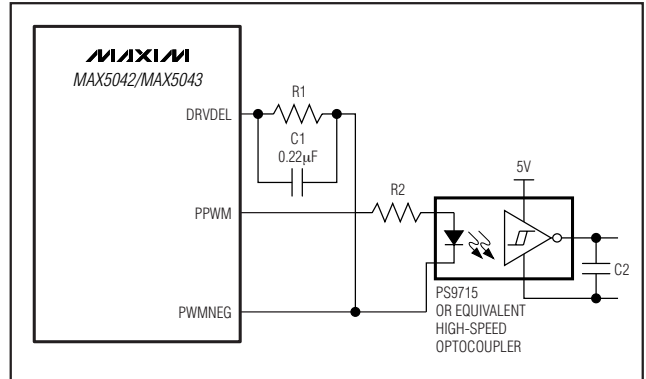 MAXIM
MAX5042/MAX5043
DRVDEL
R1
C1
0.22µF
5V
R2
PPWM
C2
PWMNEG
PS9715
OR EQUIVALENT
HIGH-SPEED
OPTOCOUPLER